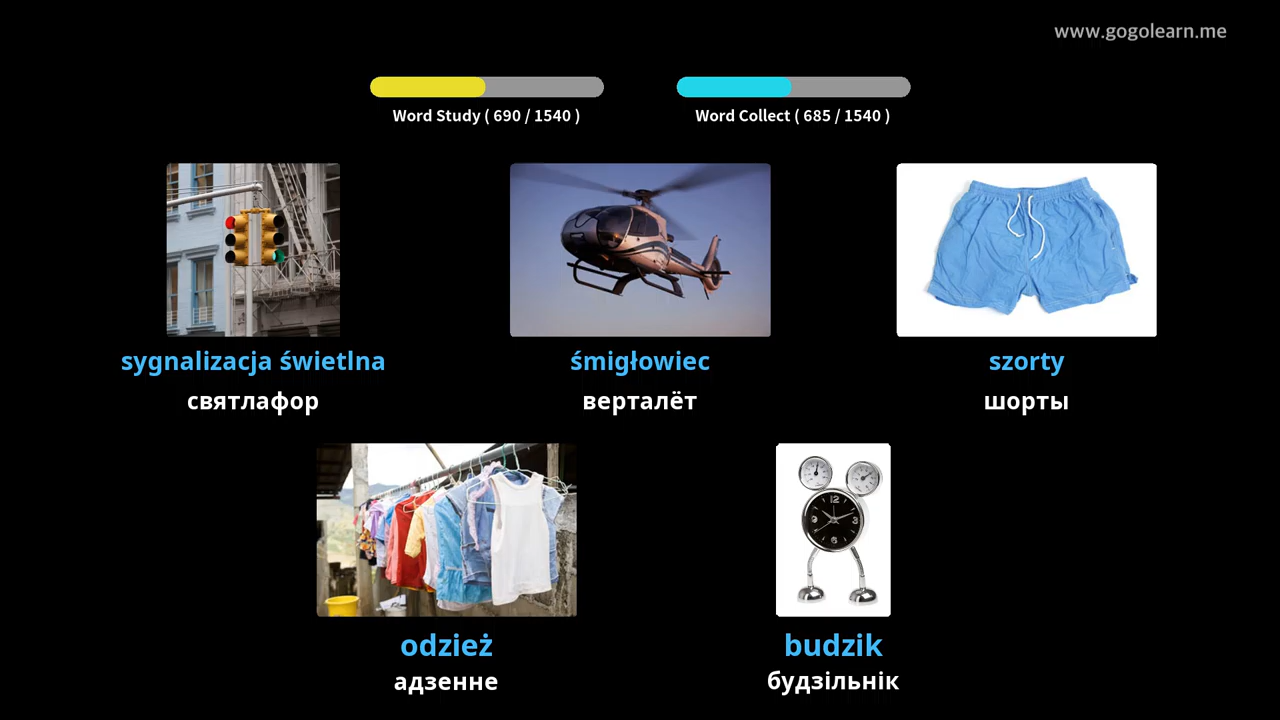 www.gogolearn.me
Word Study ( 690 / 1540 )
Word Collect ( 685 / 1540 )
sygnalizacja świetlna
святлафор
śmigłowiec
верталёт
szorty
шорты
odzież
адзенне
budzik
будзільнік